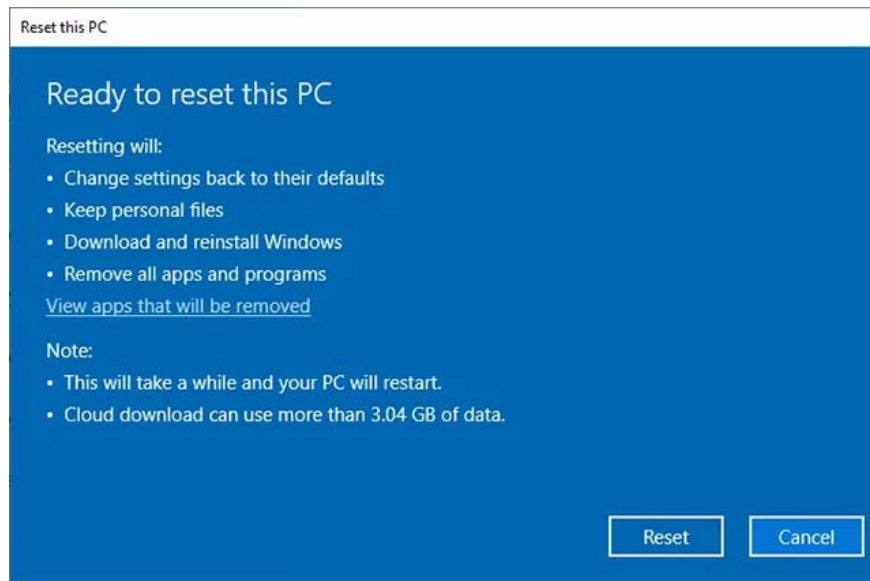 Reset this PC
Ready to reset this PC
Resetting will:
• Change settings back to their defaults
• Keep personal files
• Download and reinstall Windows
• Remove all apps and programs
View apps that will be removed
Note:
• This will take a while and your PC will restart.
• Cloud download can use more than 3.04 GB of data.
Reset Cancel